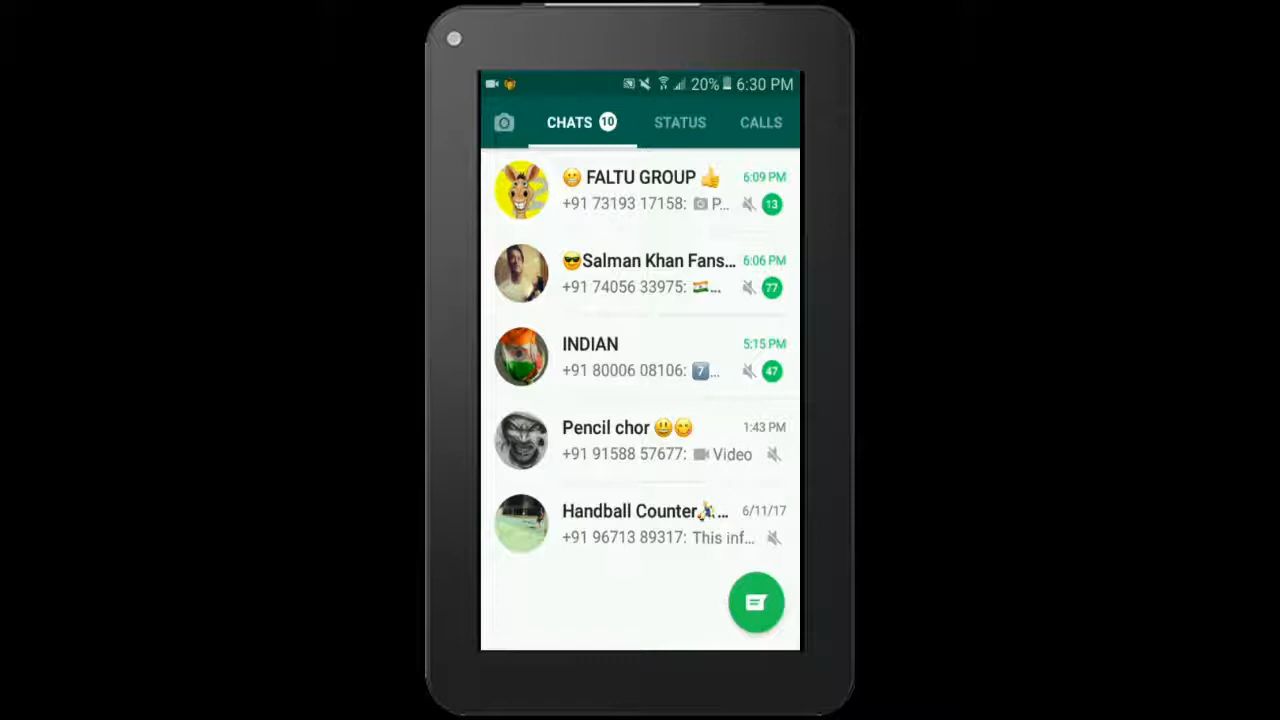 20% 6:30 PM
CHATS 10 STATUS CALLS
😬 FALTU GROUP 👍 6:09 PM
+91 73193 17158: P... 13
😎Salman Khan Fans... 6:06 PM
+91 74056 33975: 🇮🇳... 77
INDIAN 5:15 PM
+91 80006 08106: 7️⃣... 47
Pencil chor 😃😋 1:43 PM
+91 91588 57677: Video
Handball Counter🤾... 6/11/17
+91 96713 89317: This inf...